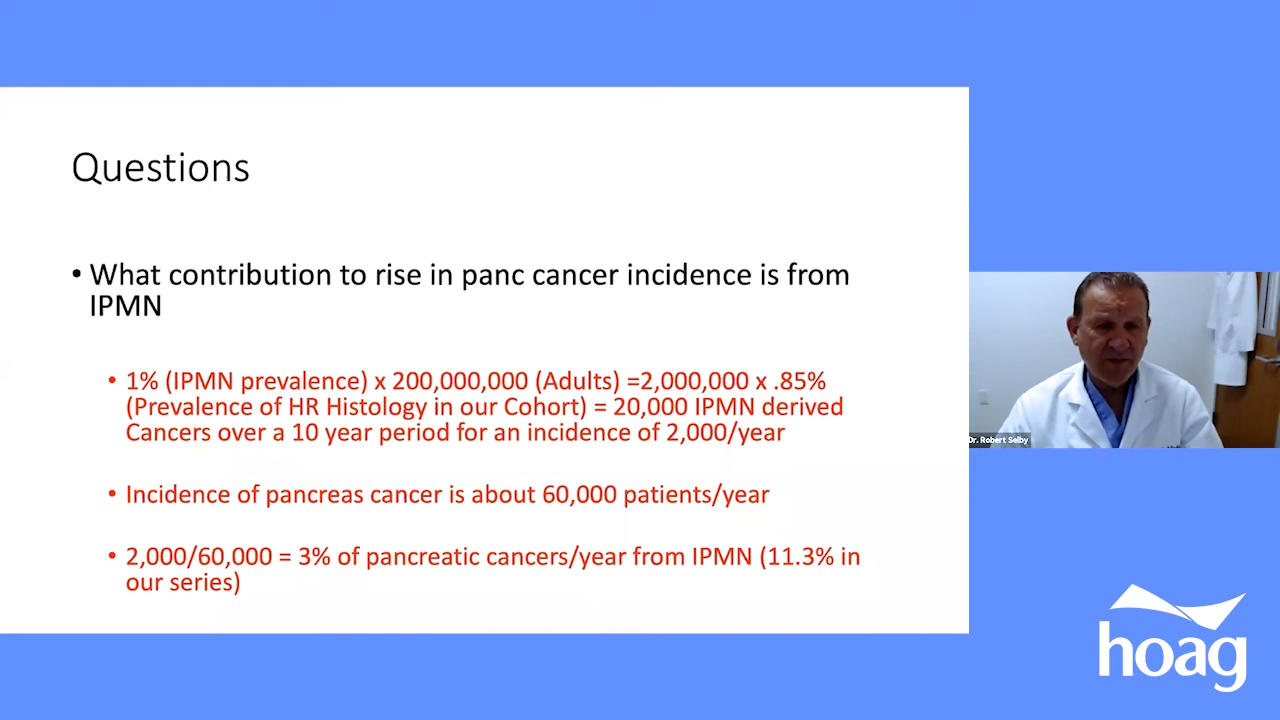 Questions
• What contribution to rise in panc cancer incidence is from
IPMN
• 1% (IPMN prevalence) x 200,000,000 (Adults) =2,000,000 x .85%
(Prevalence of HR Histology in our Cohort) = 20,000 IPMN derived
Cancers over a 10 year period for an incidence of 2,000/year
• Incidence of pancreas cancer is about 60,000 patients/year
• 2,000/60,000 = 3% of pancreatic cancers/year from IPMN (11.3% in
our series)
Dr. Robert Selby
hoag